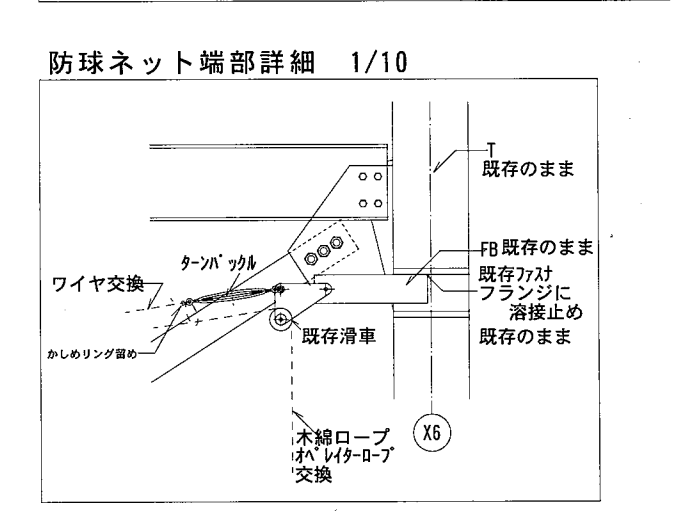 防球ネット端部詳細 1/10
T
既存のまま
FB既存のまま
ターンバックル
ワイヤ交換
既存ファスナ
フランジに
溶接止め
かしめリング留め
既存滑車
既存のまま
木綿ロープ
オペレイターロープ
交換
X6